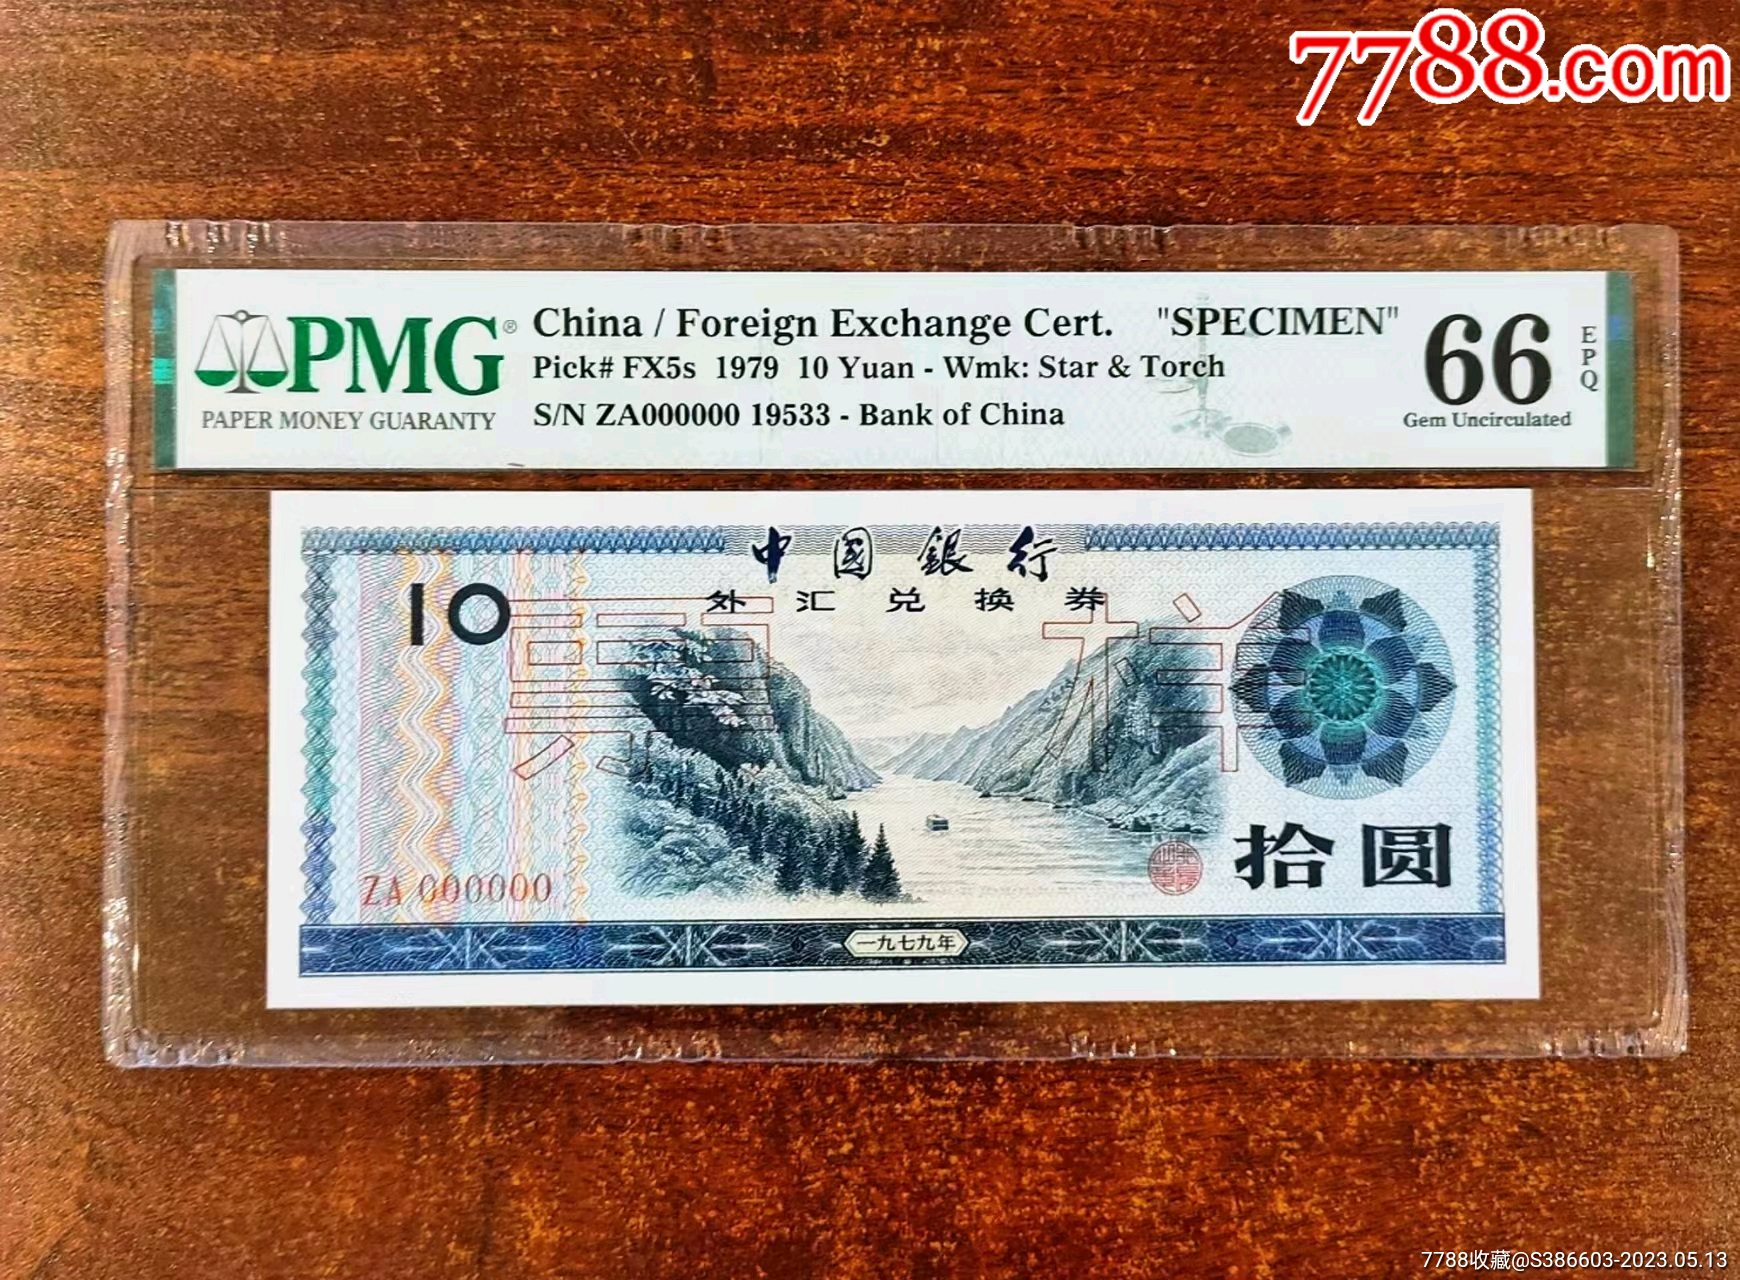 7788.com
PMG®
PAPER MONEY GUARANTY
China / Foreign Exchange Cert. "SPECIMEN"
Pick# FX5s 1979 10 Yuan - Wmk: Star & Torch
S/N ZA000000 19533 - Bank of China
66
EPQ
Gem Uncirculated
中國銀行
外汇兑换券
10
票样
拾圆
ZA 000000
一九七九年
7788收藏@S386603-2023.05.13